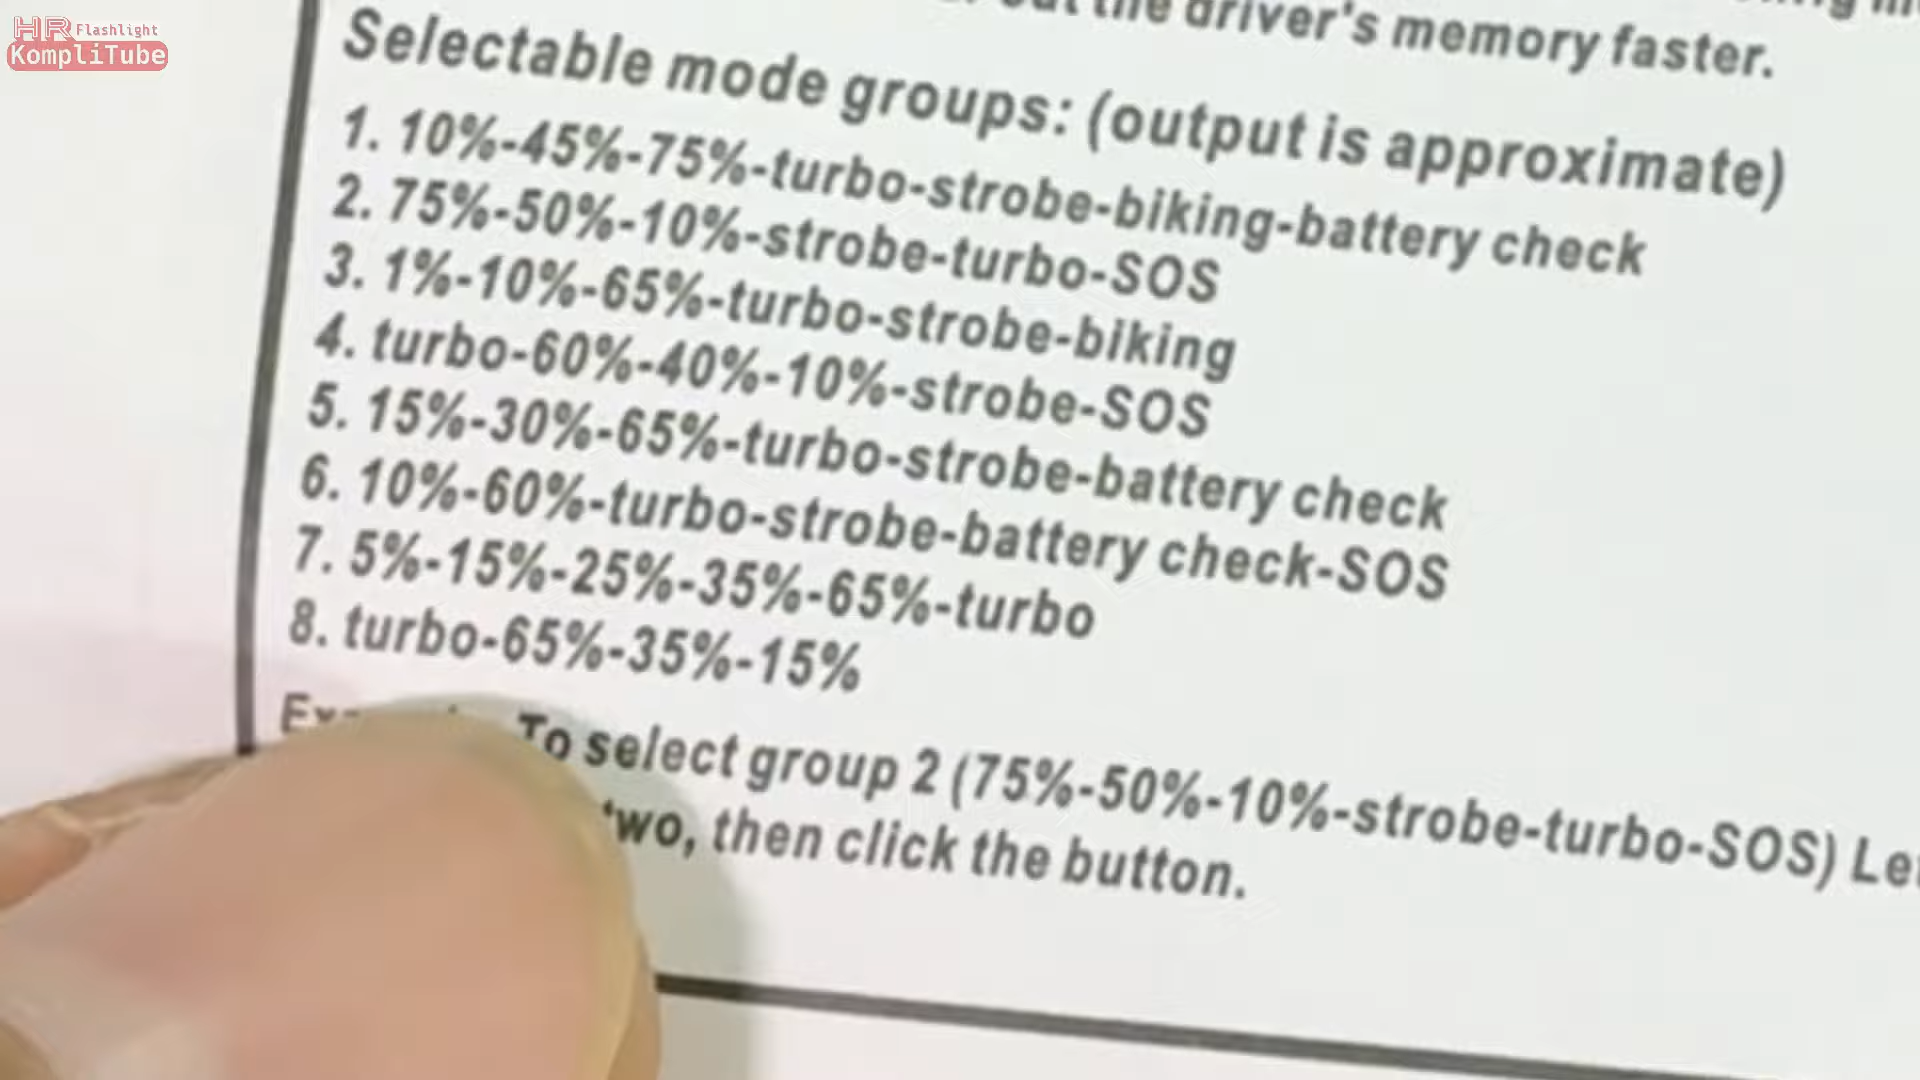 HR Flashlight
KompliTube
the driver's memory faster.
Selectable mode groups: (output is approximate)
1. 10%-45%-75%-turbo-strobe-biking-battery check
2. 75%-50%-10%-strobe-turbo-SOS
3. 1%-10%-65%-turbo-strobe-biking
4. turbo-60%-40%-10%-strobe-SOS
5. 15%-30%-65%-turbo-strobe-battery check
6. 10%-60%-turbo-strobe-battery check-SOS
7. 5%-15%-25%-35%-65%-turbo
8. turbo-65%-35%-15%
To select group 2 (75%-50%-10%-strobe-turbo-SOS)
two, then click the button.